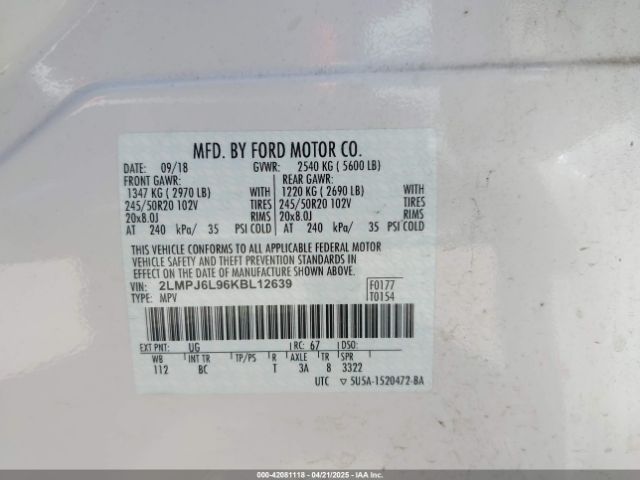 MFD. BY FORD MOTOR CO.
DATE: 09/18 GVWR: 2540 KG ( 5600 LB)
FRONT GAWR: REAR GAWR:
1347 KG ( 2970 LB) WITH 1220 KG ( 2690 LB) WITH
245/50R20 102V TIRES 245/50R20 102V TIRES
20x8.0J RIMS 20x8.0J RIMS
AT 240 kPa/ 35 PSI COLD AT 240 kPa/ 35 PSI COLD
THIS VEHICLE CONFORMS TO ALL APPLICABLE FEDERAL MOTOR
VEHICLE SAFETY AND THEFT PREVENTION STANDARDS IN
EFFECT ON THE DATE OF MANUFACTURE SHOWN ABOVE.
VIN: 2LMPJ6L96KBL12639 F0177
TYPE: MPV T0154
EXT PNT: UG RC: 67 DSO:
WB INT TR TP/PS R AXLE TR SPR
112 BC T 3A 8 3322
UTC ▽ 5U5A-1520472-BA
000-42081118 - 04/21/2025 - IAAI.com